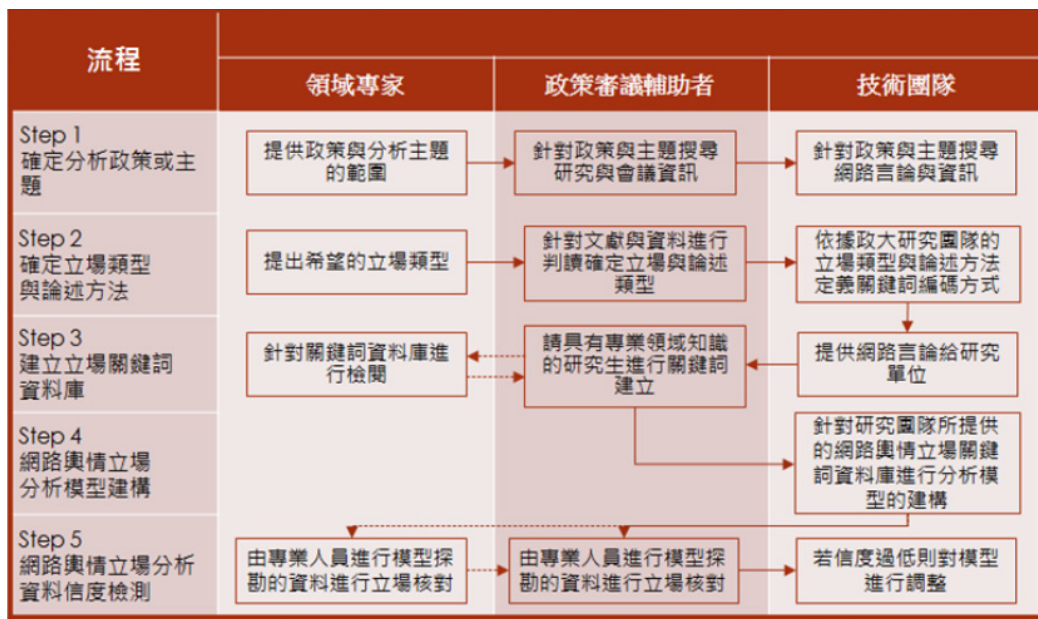 流程
領域專家
政策審議輔助者
技術團隊
Step 1
確定分析政策或主
題
提供政策與分析主題
的範圍
針對政策與主題搜尋
研究與會議資訊
針對政策與主題搜尋
網路言論與資訊
Step 2
確定立場類型
與論述方法
提出希望的立場類型
針對文獻與資料進行
判讀確定立場與論述
類型
依據政大研究團隊的
立場類型與論述方法
定義關鍵詞編碼方式
Step 3
建立立場關鍵詞
資料庫
針對關鍵詞資料庫進
行檢閱
請具有專業領域知識
的研究生進行關鍵詞
建立
提供網路言論給研究
單位
Step 4
網路輿情立場
分析模型建構
針對研究團隊所提供
的網路輿情立場關鍵
詞資料庫進行分析模
型的建構
Step 5
網路輿情立場分析
資料信度檢測
由專業人員進行模型探
勘的資料進行立場核對
由專業人員進行模型探
勘的資料進行立場核對
若信度過低則對模型
進行調整